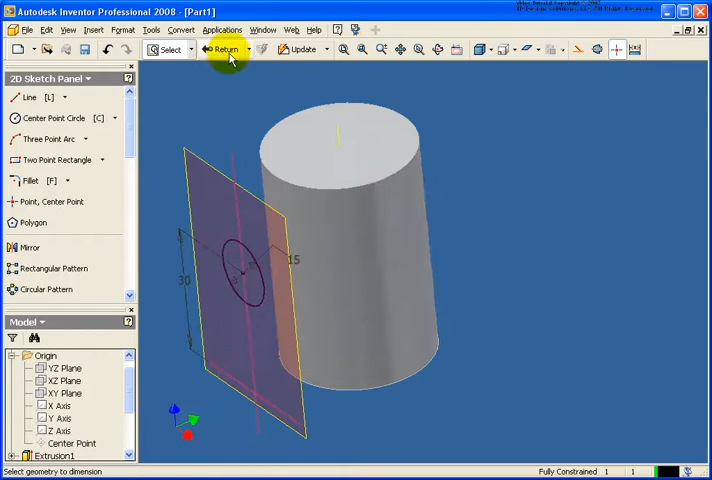 Autodesk Inventor Professional 2008 - [Part1]
File Edit View Insert Format Tools Convert Applications Window Web Help
Select Return Update
2D Sketch Panel
Line [L]
Center Point Circle [C]
Three Point Arc
Two Point Rectangle
Fillet [F]
Point, Center Point
Polygon
Mirror
Rectangular Pattern
Circular Pattern
Model
Origin
YZ Plane
XZ Plane
XY Plane
X Axis
Y Axis
Z Axis
Center Point
Extrusion1
30
15
Select geometry to dimension
Fully Constrained 1 1